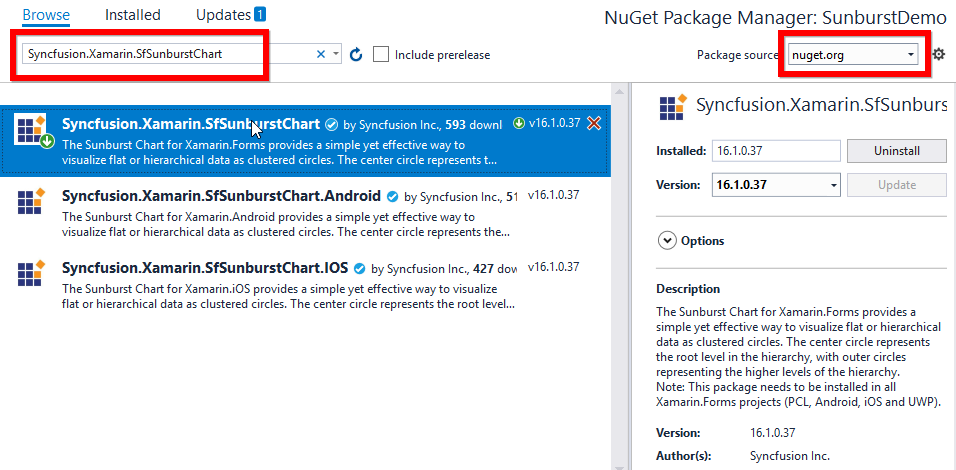 Browse Installed Updates 1
NuGet Package Manager: SunburstDemo
Syncfusion.Xamarin.SfSunburstChart
Include prerelease
Package source nuget.org
Syncfusion.Xamarin.SfSunburstChart by Syncfusion Inc., 593 downl v16.1.0.37
The Sunburst Chart for Xamarin.Forms provides a simple yet effective way to
visualize flat or hierarchical data as clustered circles. The center circle represents t...
Syncfusion.Xamarin.SfSunburstChart.Android by Syncfusion Inc., 51 v16.1.0.37
The Sunburst Chart for Xamarin.Android provides a simple yet effective way to
visualize flat or hierarchical data as clustered circles. The center circle represents the...
Syncfusion.Xamarin.SfSunburstChart.IOS by Syncfusion Inc., 427 dow v16.1.0.37
The Sunburst Chart for Xamarin.iOS provides a simple yet effective way to visualize
flat or hierarchical data as clustered circles. The center circle represents the root level...
Syncfusion.Xamarin.SfSunburs
Installed: 16.1.0.37 Uninstall
Version: 16.1.0.37 Update
Options
Description
The Sunburst Chart for Xamarin.Forms provides a
simple yet effective way to visualize flat or hierarchical
data as clustered circles. The center circle represents
the root level in the hierarchy, with outer circles
representing the higher levels of the hierarchy.
Note: This package needs to be installed in all
Xamarin.Forms projects (PCL, Android, iOS and UWP).
Version: 16.1.0.37
Author(s): Syncfusion Inc.